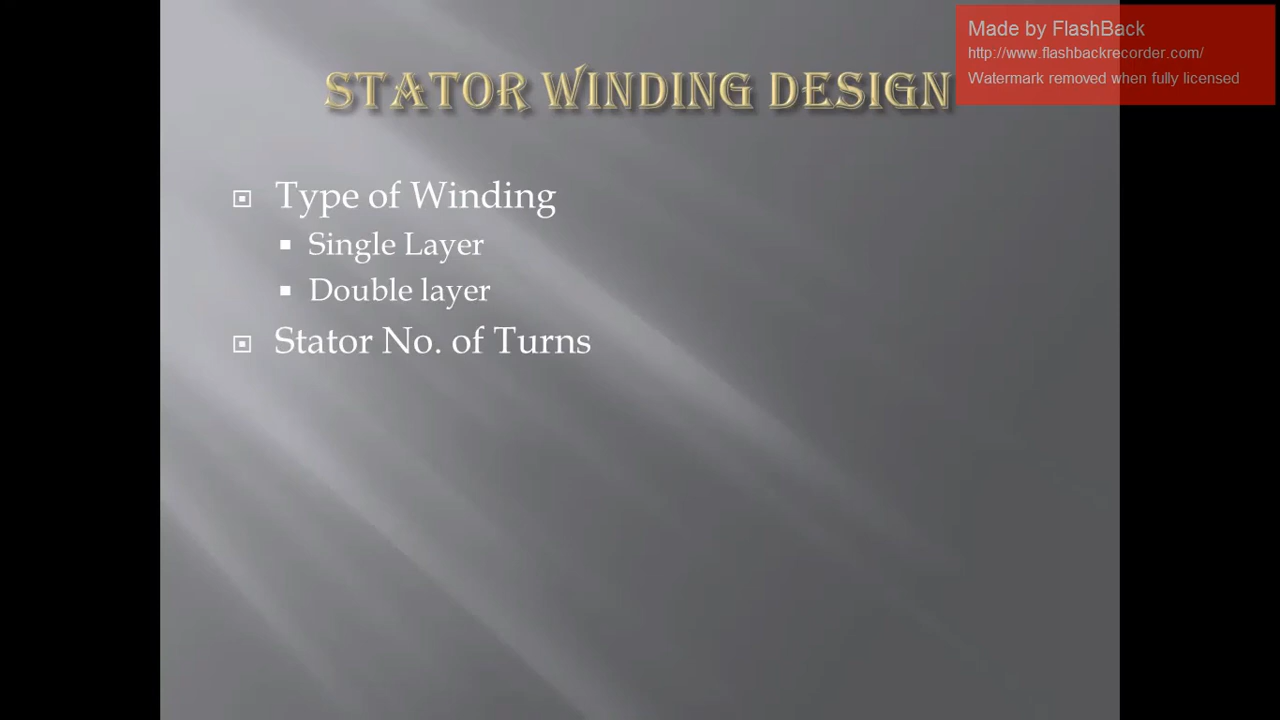 Made by FlashBack
http://www.flashbackrecorder.com/
Watermark removed when fully licensed
STATOR WINDING DESIGN
Type of Winding
Single Layer
Double layer
Stator No. of Turns